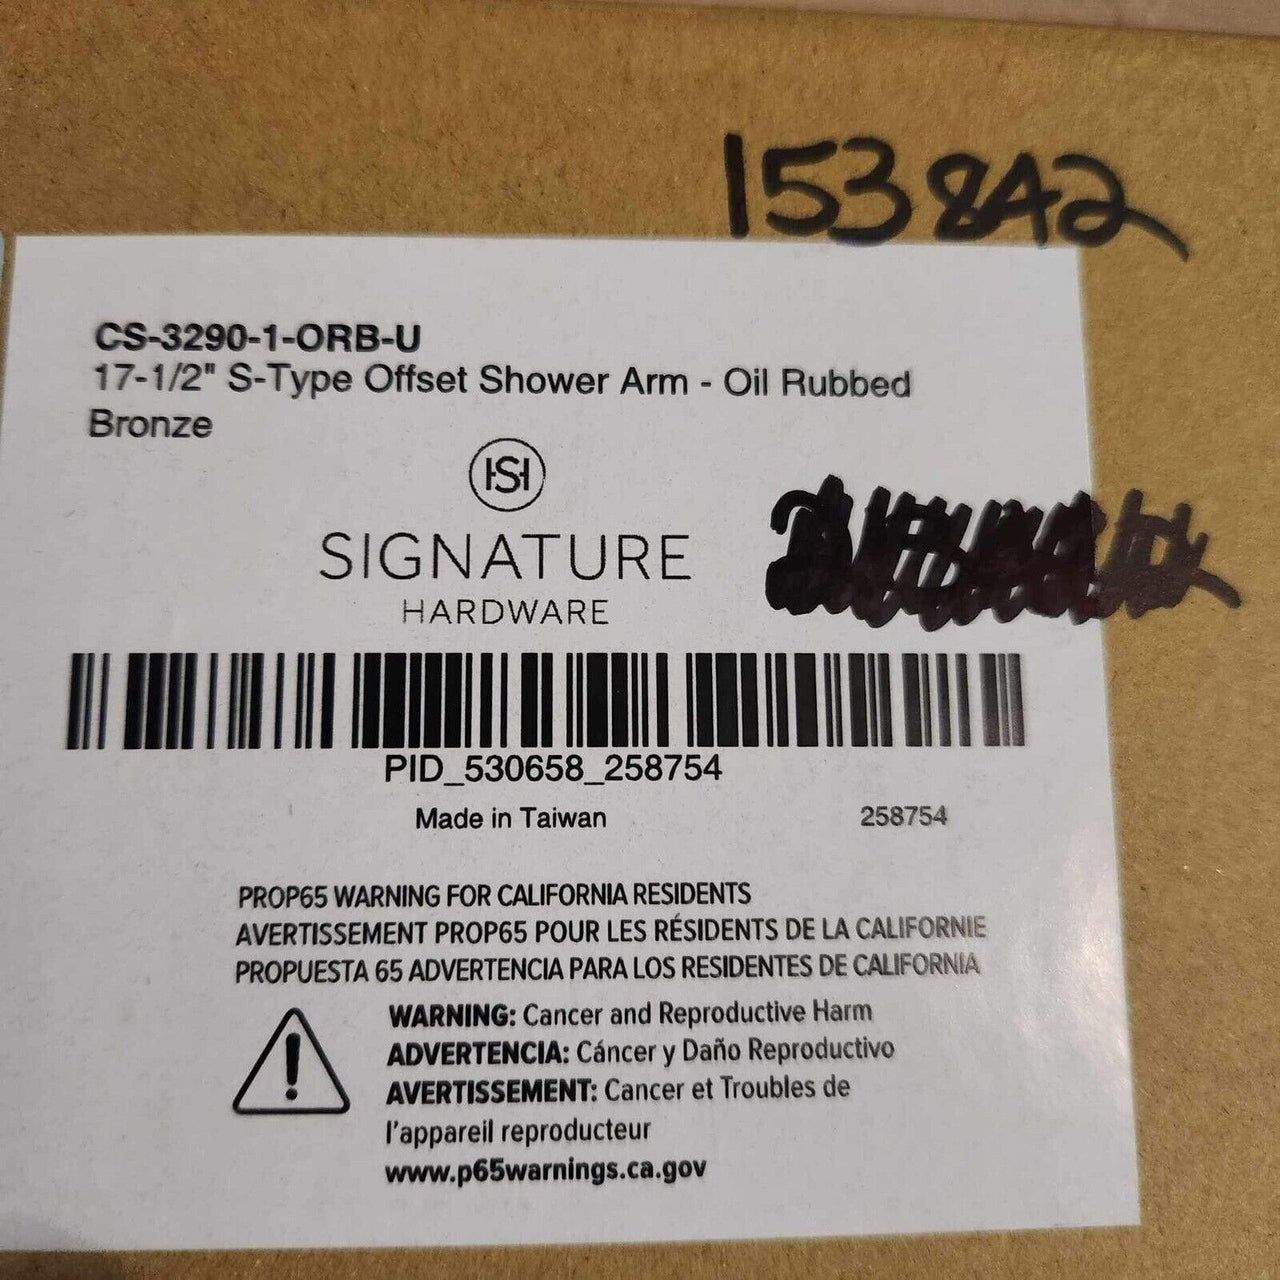 1538A2
CS-3290-1-ORB-U
17-1/2" S-Type Offset Shower Arm - Oil Rubbed
Bronze
SIGNATURE
HARDWARE
PID_530658_258754
Made in Taiwan 258754
PROP65 WARNING FOR CALIFORNIA RESIDENTS
AVERTISSEMENT PROP65 POUR LES RÉSIDENTS DE LA CALIFORNIE
PROPUESTA 65 ADVERTENCIA PARA LOS RESIDENTES DE CALIFORNIA
WARNING: Cancer and Reproductive Harm
ADVERTENCIA: Cáncer y Daño Reproductivo
AVERTISSEMENT: Cancer et Troubles de
l'appareil reproducteur
www.p65warnings.ca.gov